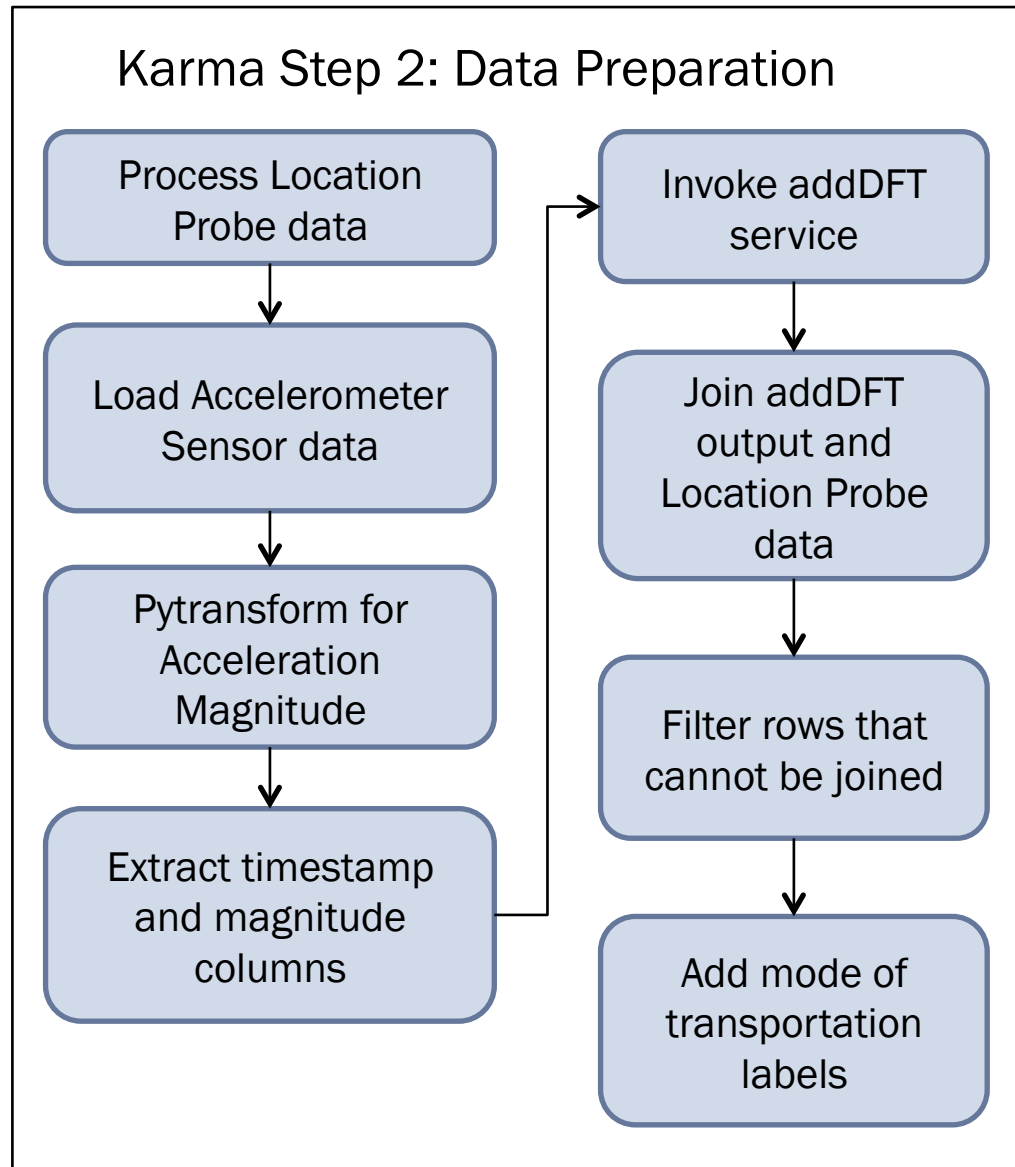 Karma Step 2: Data Preparation
Process Location
Probe data
Load Accelerometer
Sensor data
Pytransform for
Acceleration
Magnitude
Extract timestamp
and magnitude
columns
Invoke addDFT
service
Join addDFT
output and
Location Probe
data
Filter rows that
cannot be joined
Add mode of
transportation
labels